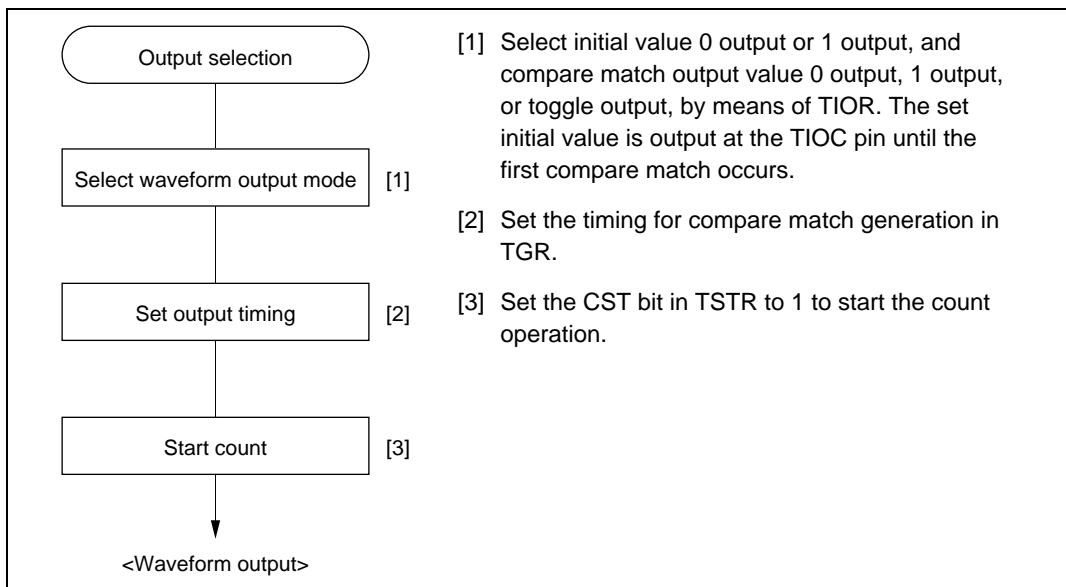 Output selection
Select waveform output mode [1]
Set output timing [2]
Start count [3]
<Waveform output>
[1] Select initial value 0 output or 1 output, and
compare match output value 0 output, 1 output,
or toggle output, by means of TIOR. The set
initial value is output at the TIOC pin until the
first compare match occurs.
[2] Set the timing for compare match generation in
TGR.
[3] Set the CST bit in TSTR to 1 to start the count
operation.